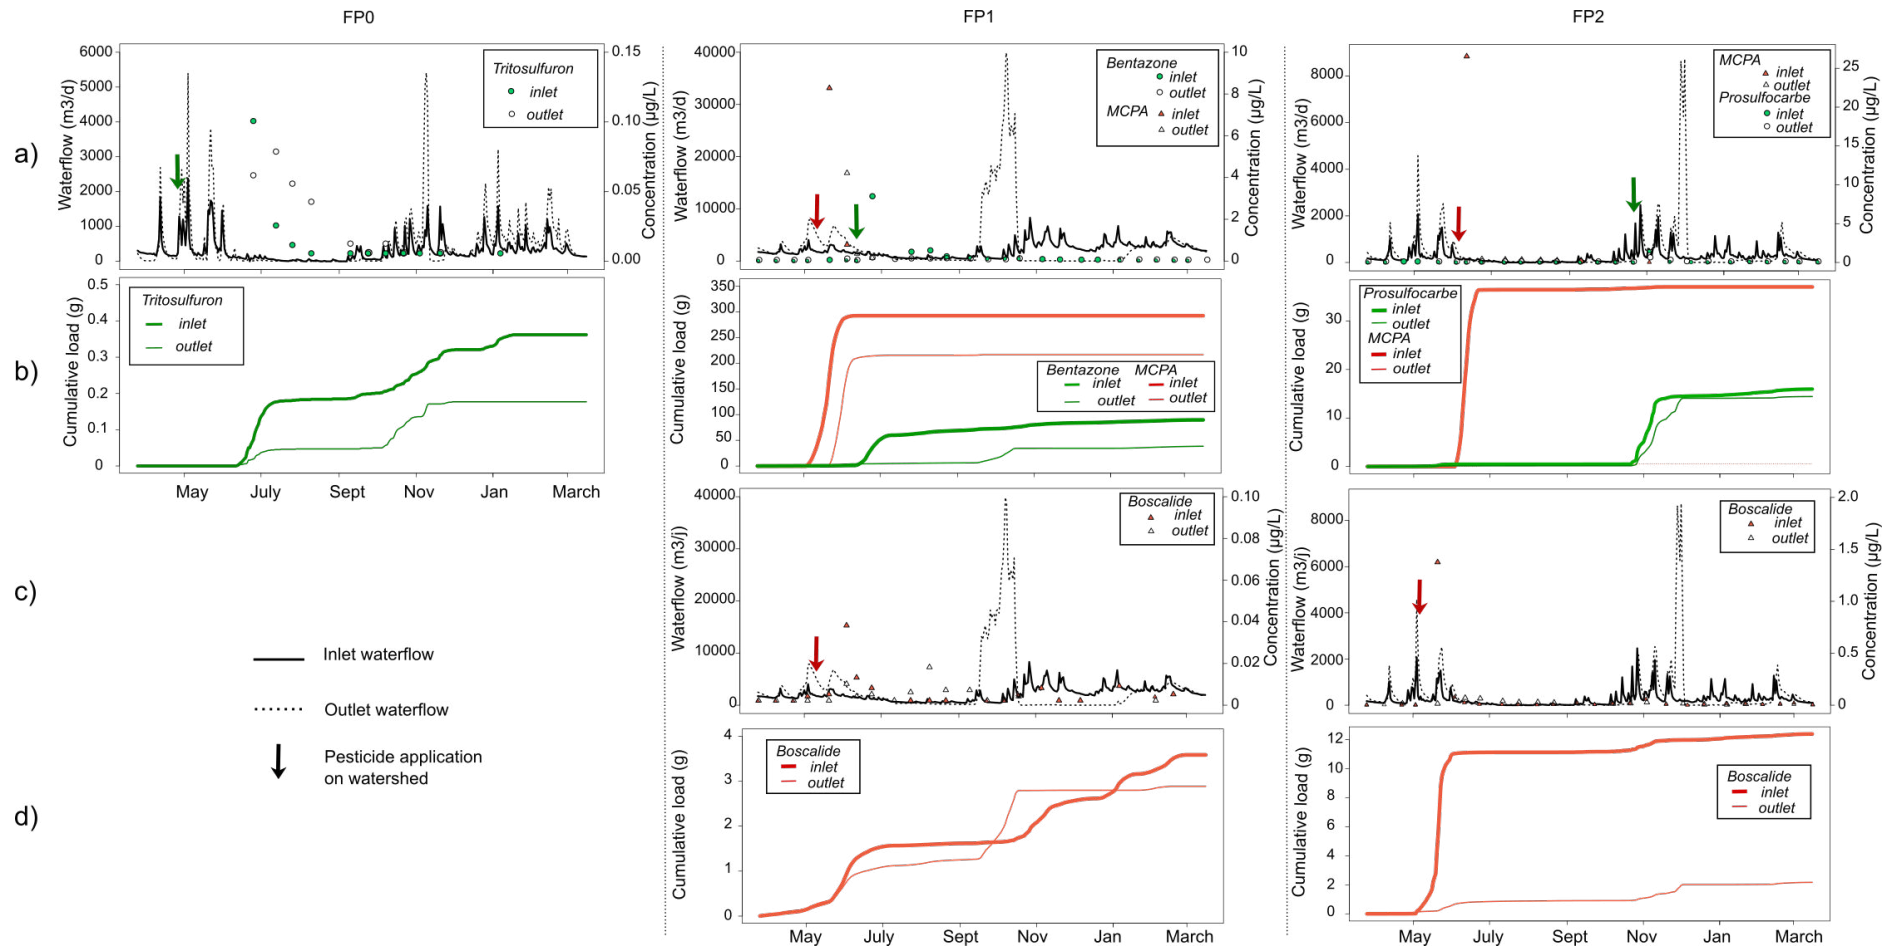 FP0
FP1
FP2
a)
Waterflow (m3/d)
6000
5000
4000
3000
2000
1000
0
Tritosulfuron
inlet
outlet
0.15
0.10
0.05
0.00
Concentration (µg/L)
Waterflow (m3/d)
40000
30000
20000
10000
0
Bentazone
inlet
outlet
MCPA
inlet
outlet
10
8
6
4
2
0
Concentration (µg/L)
Waterflow (m3/d)
8000
6000
4000
2000
0
MCPA
inlet
outlet
Prosulfocarbe
inlet
outlet
25
20
15
10
5
0
Concentration (µg/L)
b)
Cumulative load (g)
0.5
0.4
0.3
0.2
0.1
0
Tritosulfuron
inlet
outlet
May July Sept Nov Jan March
Cumulative load (g)
350
300
250
200
150
100
50
0
Bentazone MCPA
inlet inlet
outlet outlet
Cumulative load (g)
30
20
10
0
Prosulfocarbe
inlet
outlet
MCPA
inlet
outlet
c)
Waterflow (m3/j)
40000
30000
20000
10000
0
Boscalide
inlet
outlet
0.10
0.08
0.06
0.04
0.02
0
Concentration (µg/L)
Waterflow (m3/j)
8000
6000
4000
2000
0
Boscalide
inlet
outlet
2.0
1.5
1.0
0.5
0
Concentration (µg/L)
Inlet waterflow
Outlet waterflow
Pesticide application
on watershed
d)
Cumulative load (g)
4
3
2
1
0
Boscalide
inlet
outlet
May July Sept Nov Jan March
Cumulative load (g)
12
10
8
6
4
2
0
Boscalide
inlet
outlet
May July Sept Nov Jan March